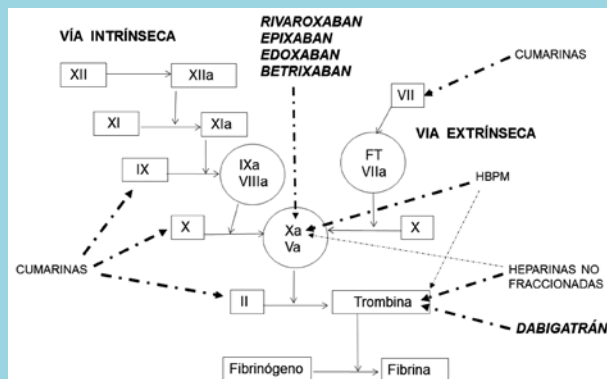 RIVAROXABAN
EPIXABAN
EDOXABAN
BETRIXABAN
VÍA INTRÍNSECA
CUMARINAS
XII
XIIa
VII
XI
XIa
VIA EXTRÍNSECA
IX
IXa
VIIIa
FT
VIIa
HBPM
X
Xa
Va
X
CUMARINAS
HEPARINAS NO
FRACCIONADAS
II
Trombina
DABIGATRÁN
Fibrinógeno
Fibrina